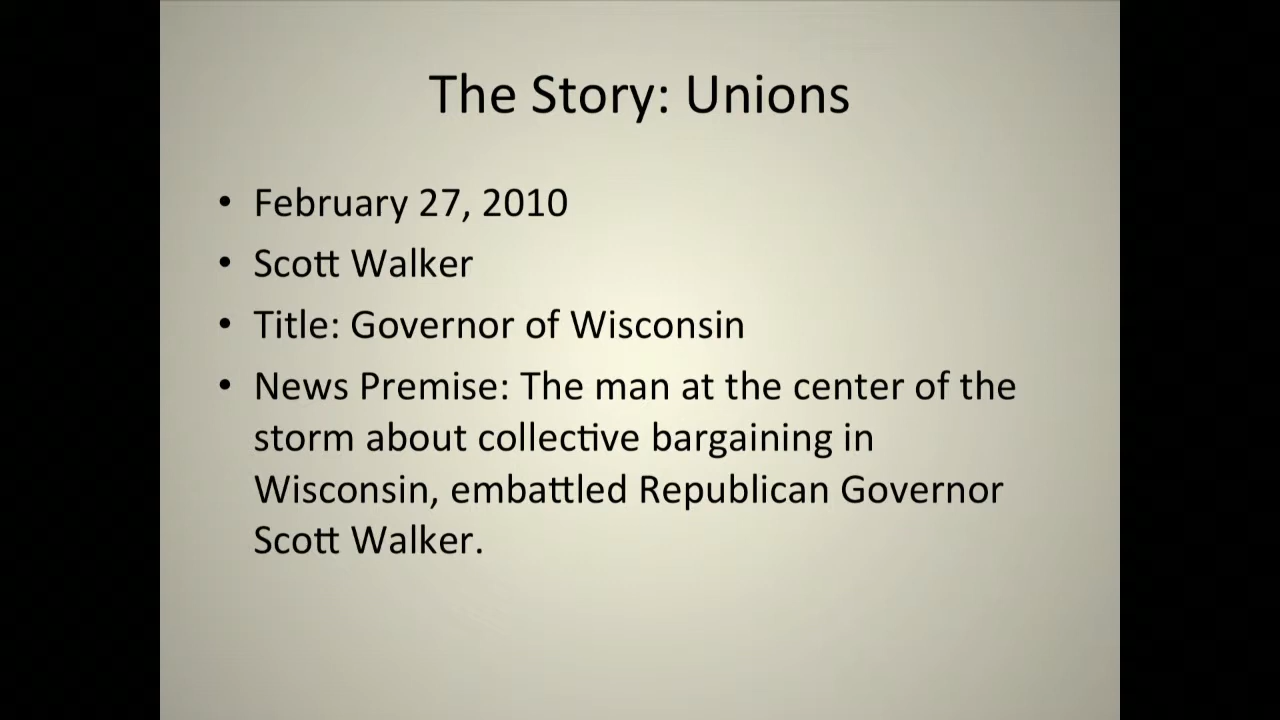 The Story: Unions
• February 27, 2010
• Scott Walker
• Title: Governor of Wisconsin
• News Premise: The man at the center of the
storm about collective bargaining in
Wisconsin, embattled Republican Governor
Scott Walker.